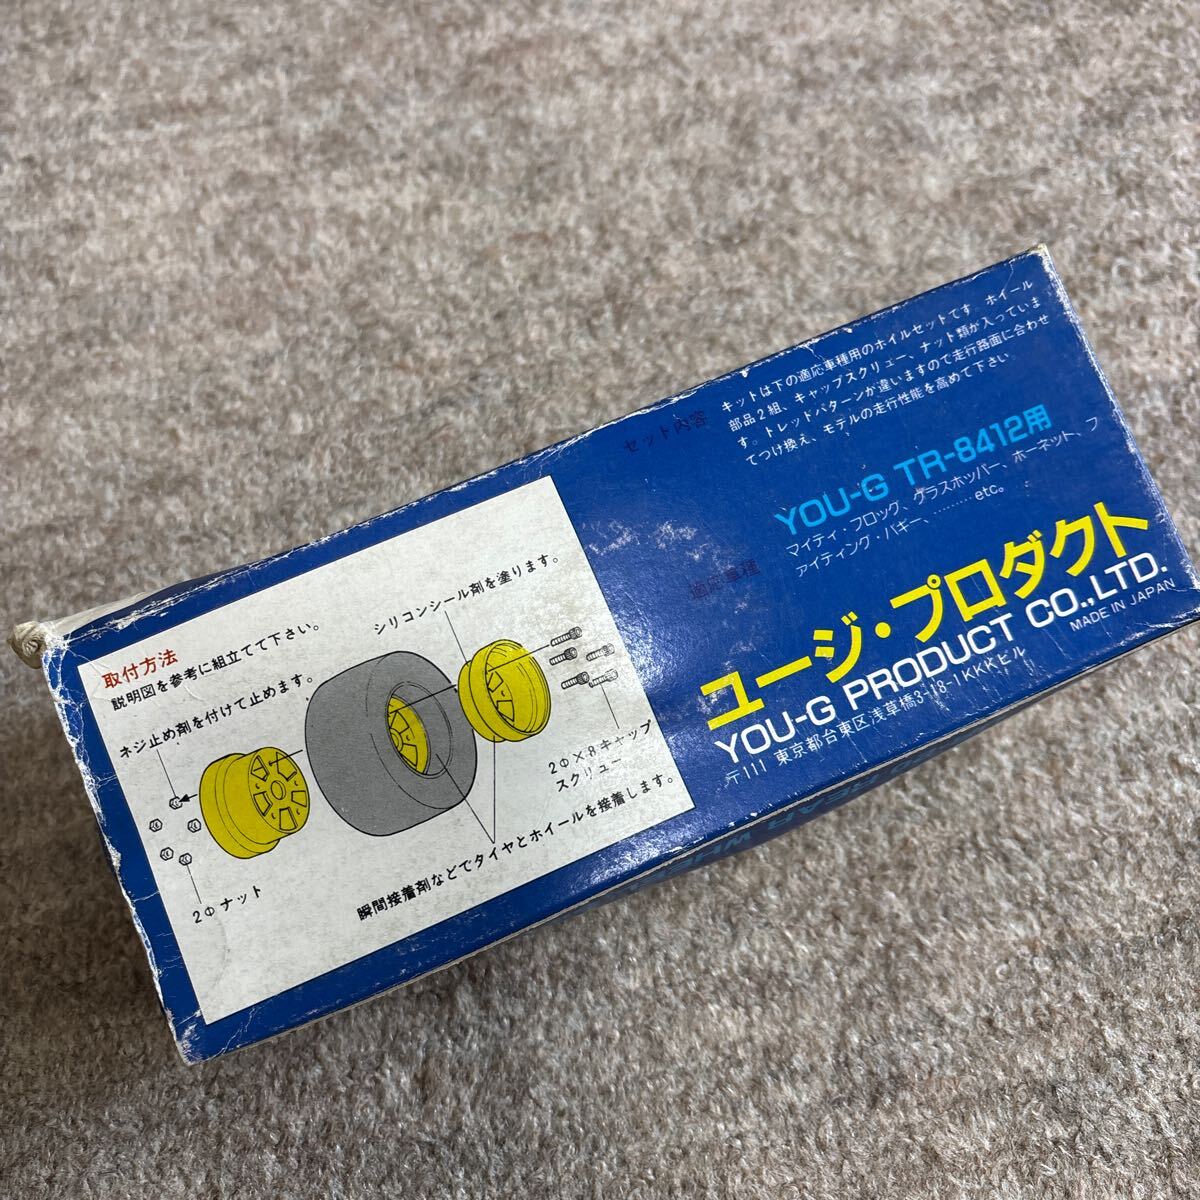 取付方法
説明図を参考に組立てて下さい。
ネジ止め剤を付けて止めます。
シリコンシール剤を塗ります。
2Φ×8キャップ
スクリュー
2Φナット
瞬間接着剤などでタイヤとホイールを接着します。
セット内容
キットは下の適応車種用のホイルセットです。ホイール
部品2組、キャップスクリュー、ナット類が入っていま
す。トレッドパターンが違いますので走行路面に合わせ
てつけ換え、モデルの走行性能を高めて下さい。
YOU-G TR-8412用
適応車種
マイティ・フロッグ、グラスホッパー、ホーネット、フ
ァイティング・バギー、………etc。
ユージ・プロダクト
YOU-G PRODUCT CO.,LTD.
MADE IN JAPAN
〒111 東京都台東区浅草橋3-18-1KKKビル